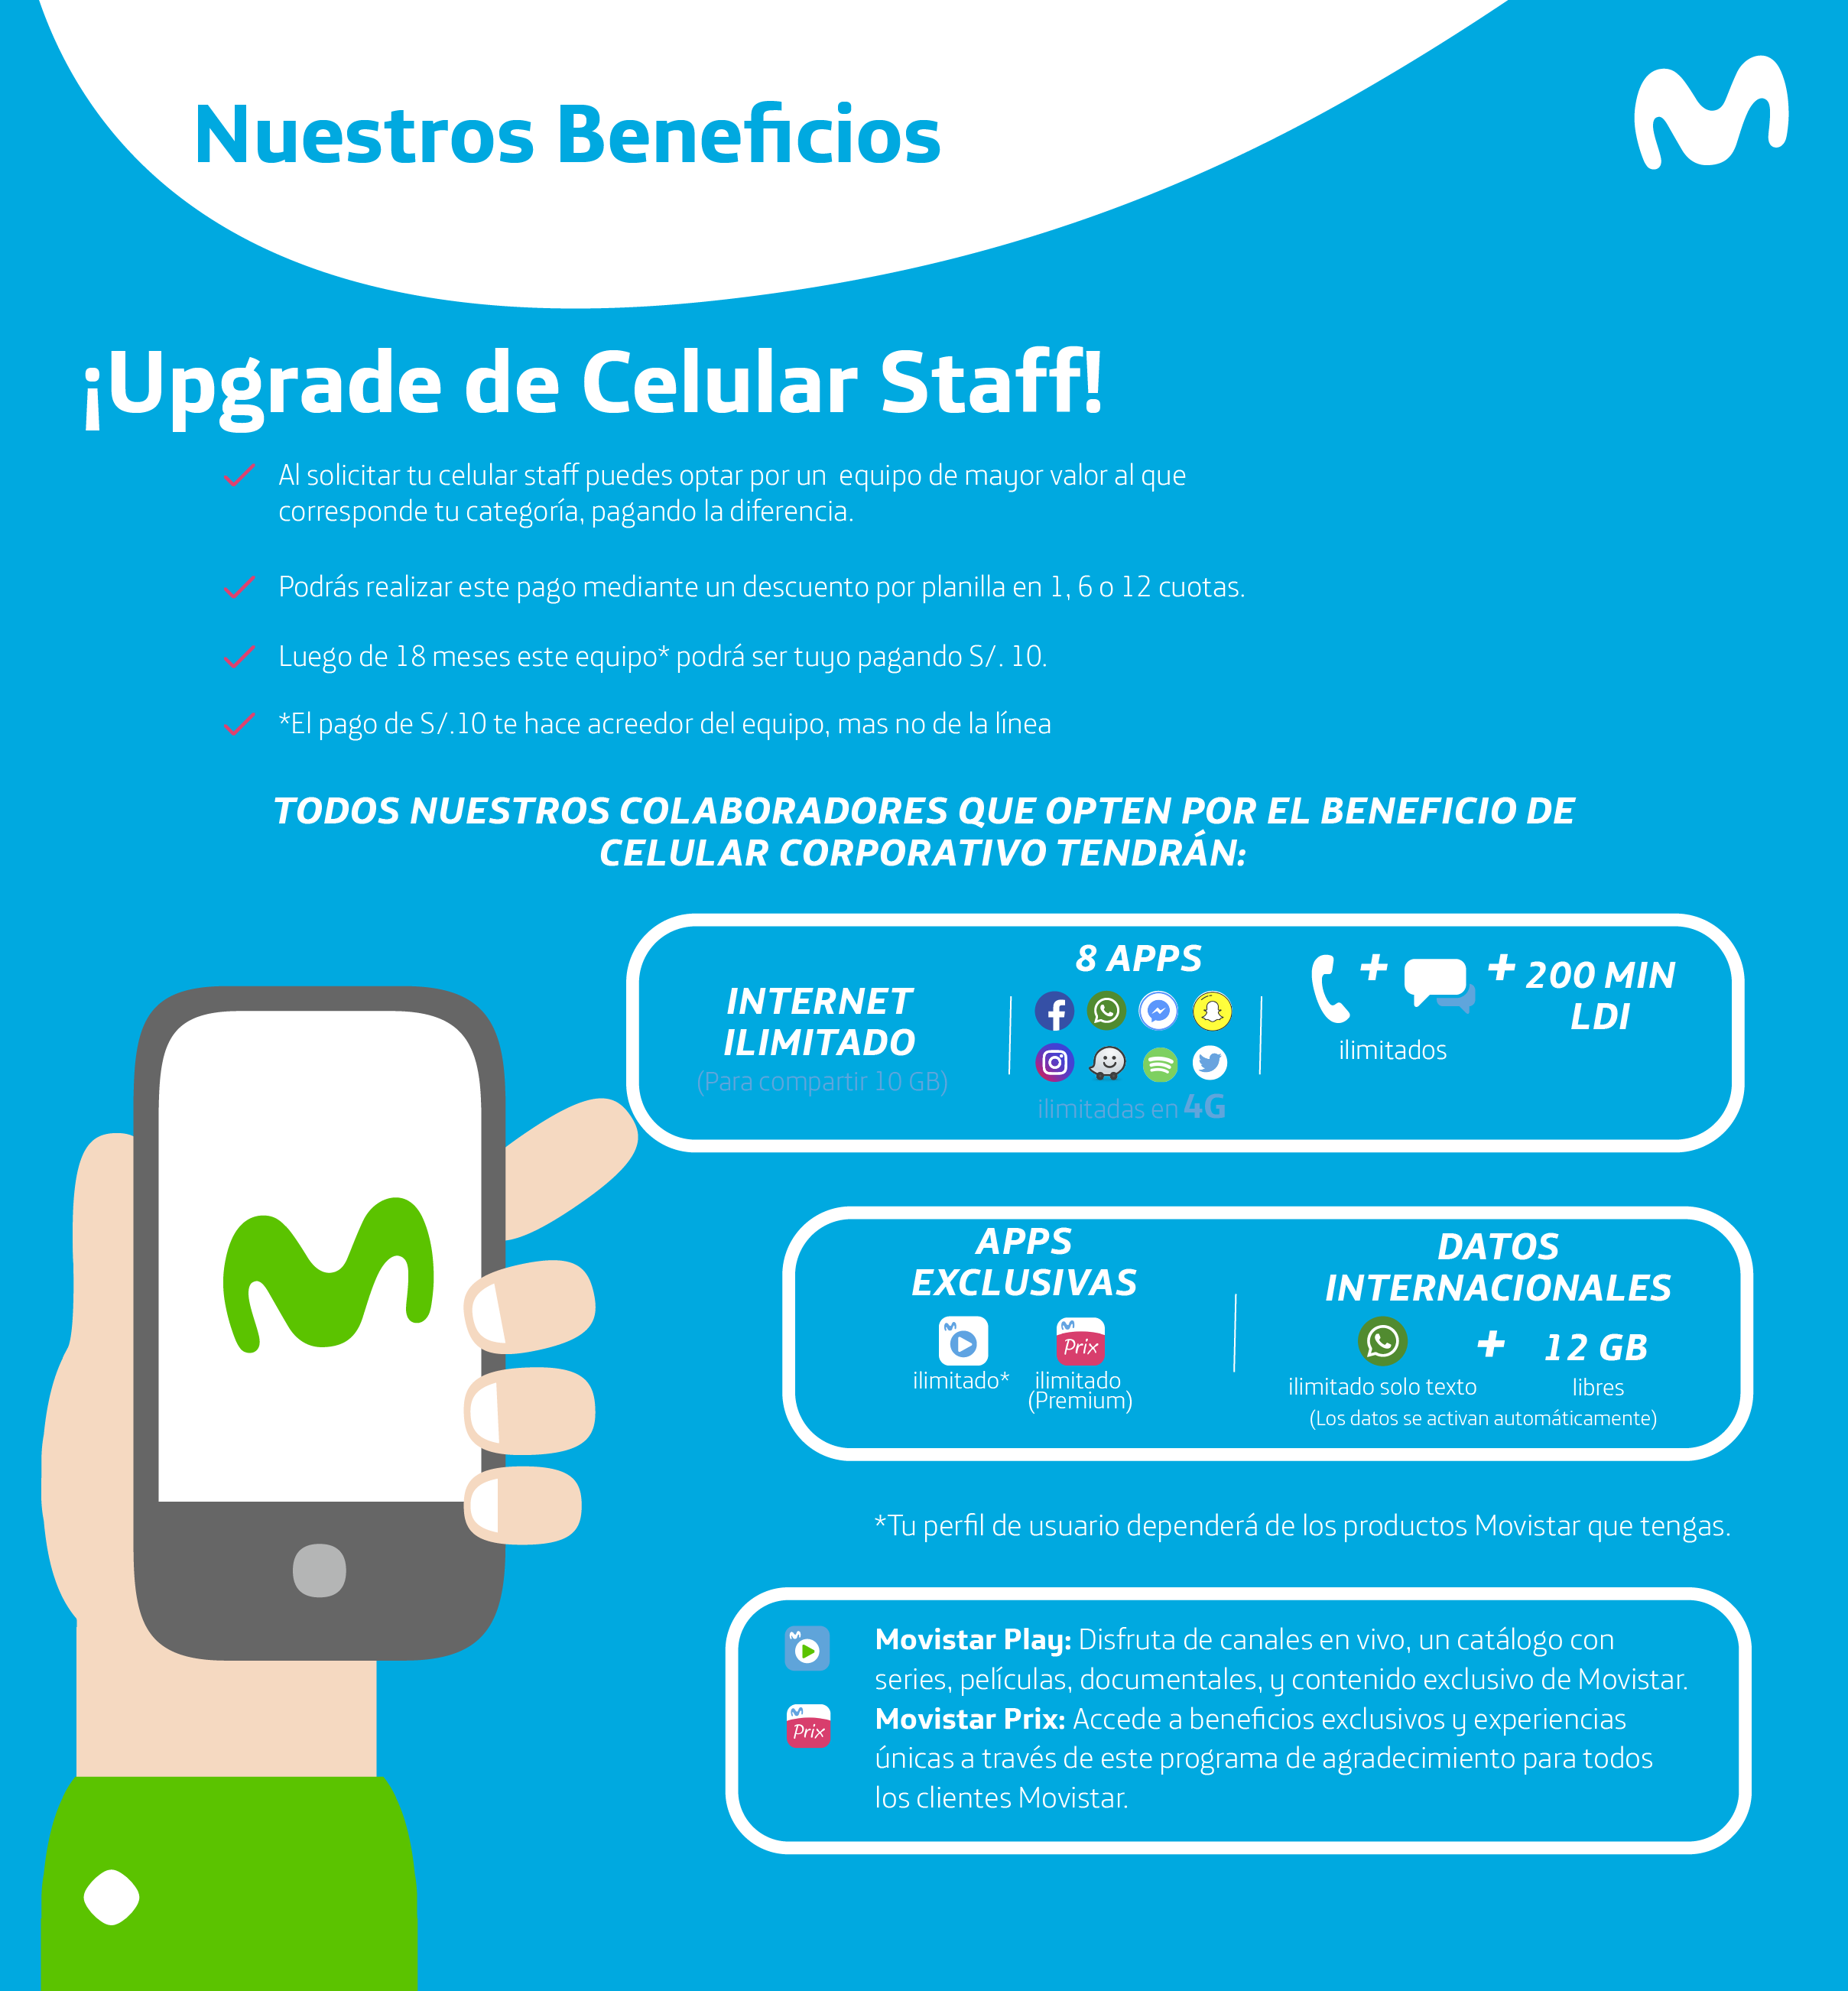 Nuestros Beneficios
¡Upgrade de Celular Staff!
Al solicitar tu celular staff puedes optar por un equipo de mayor valor al que
corresponde tu categoría, pagando la diferencia.
Podrás realizar este pago mediante un descuento por planilla en 1, 6 o 12 cuotas.
Luego de 18 meses este equipo* podrá ser tuyo pagando S/. 10.
*El pago de S/.10 te hace acreedor del equipo, mas no de la línea
TODOS NUESTROS COLABORADORES QUE OPTEN POR EL BENEFICIO DE
CELULAR CORPORATIVO TENDRÁN:
INTERNET
ILIMITADO
(Para compartir 10 GB)
8 APPS
ilimitadas en 4G
+ + 200 MIN
LDI
ilimitados
APPS
EXCLUSIVAS
Prix
ilimitado* ilimitado
(Premium)
DATOS
INTERNACIONALES
+ 12 GB
ilimitado solo texto libres
(Los datos se activan automáticamente)
*Tu perfil de usuario dependerá de los productos Movistar que tengas.
Movistar Play: Disfruta de canales en vivo, un catálogo con
series, películas, documentales, y contenido exclusivo de Movistar.
Prix
Movistar Prix: Accede a beneficios exclusivos y experiencias
únicas a través de este programa de agradecimiento para todos
los clientes Movistar.